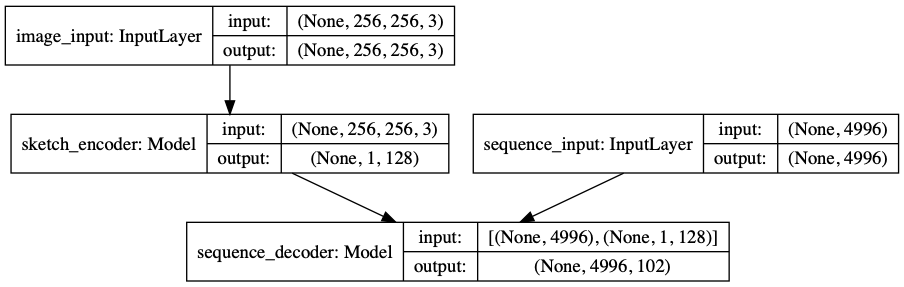 image_input: InputLayer
input: (None, 256, 256, 3)
output: (None, 256, 256, 3)
sketch_encoder: Model
input: (None, 256, 256, 3)
output: (None, 1, 128)
sequence_input: InputLayer
input: (None, 4996)
output: (None, 4996)
sequence_decoder: Model
input: [(None, 4996), (None, 1, 128)]
output: (None, 4996, 102)